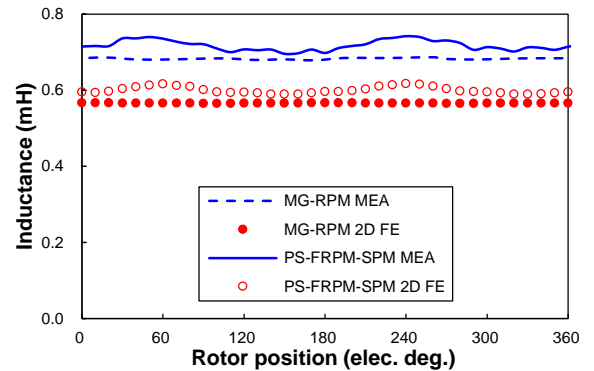 Inductance (mH)
0.8
0.6
0.4
0.2
0.0
MG-RPM MEA
MG-RPM 2D FE
PS-FRPM-SPM MEA
PS-FRPM-SPM 2D FE
0 60 120 180 240 300 360
Rotor position (elec. deg.)